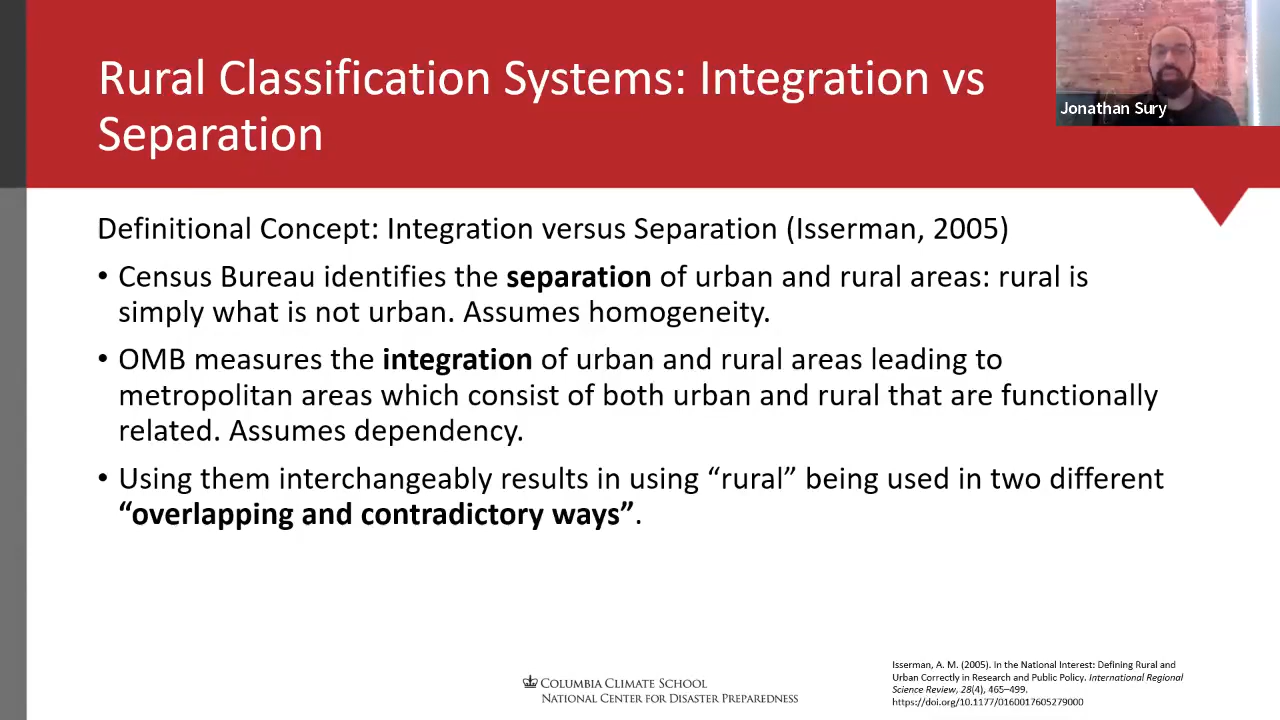 Rural Classification Systems: Integration vs
Separation
Jonathan Sury
Definitional Concept: Integration versus Separation (Isserman, 2005)
• Census Bureau identifies the separation of urban and rural areas: rural is
simply what is not urban. Assumes homogeneity.
• OMB measures the integration of urban and rural areas leading to
metropolitan areas which consist of both urban and rural that are functionally
related. Assumes dependency.
• Using them interchangeably results in using “rural” being used in two different
“overlapping and contradictory ways”.
Isserman, A. M. (2005). In the National Interest: Defining Rural and
Urban Correctly in Research and Public Policy. International Regional
Science Review, 28(4), 465–499.
https://doi.org/10.1177/0160017605279000
COLUMBIA CLIMATE SCHOOL
NATIONAL CENTER FOR DISASTER PREPAREDNESS